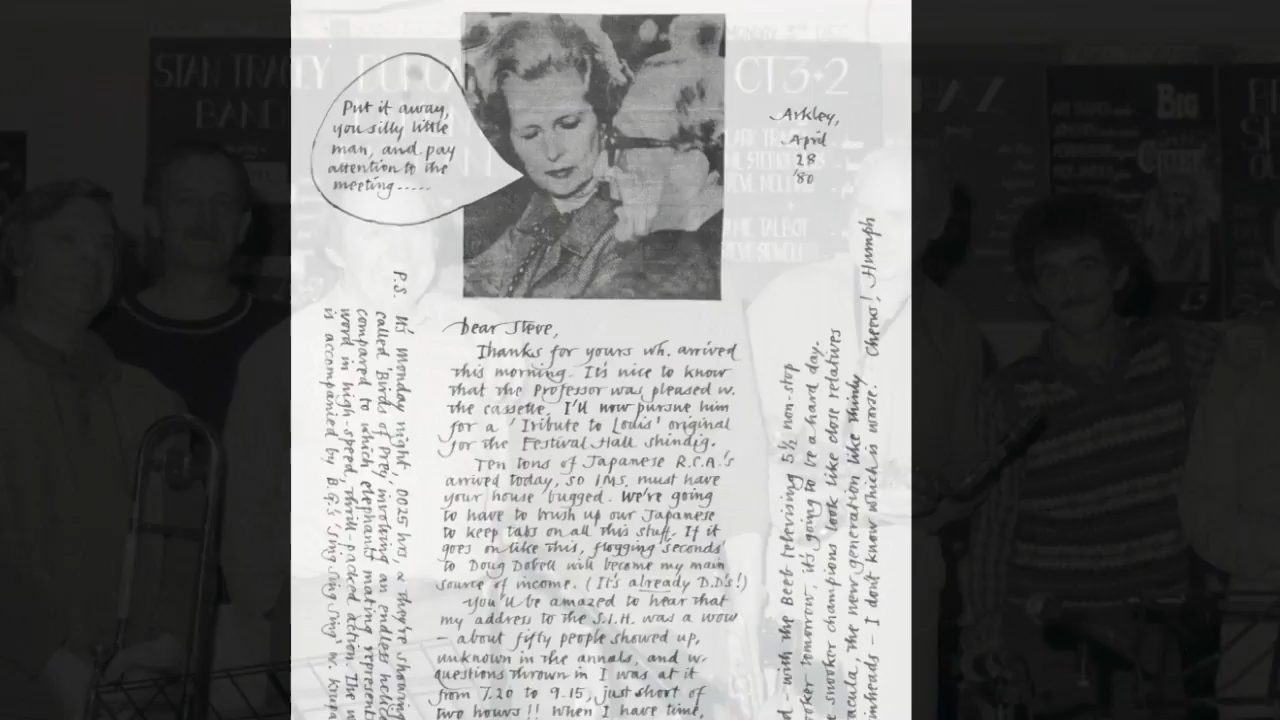 Put it away,
you silly little
man, and pay
attention to the
meeting.....
Arkley,
April
28
'80
Dear Steve,
Thanks for yours wh. arrived
this morning. It's nice to know
that the Professor was pleased w.
the cassette. I'll now pursue him
for a 'Tribute to Louis' original
for the Festival Hall shindig.
Ten tons of Japanese R.C.A.'s
arrived today, so I.M.S. must have
your house bugged. We're going
to have to brush up our Japanese
to keep tabs on all this stuff. If it
goes on like this, flogging 'seconds'
to Doug Dobell will become my main
source of income. (It's already D.D's!)
You'll be amazed to hear that
my address to the S.I.H. was a wow
- about fifty people showed up,
unknown in the annals, and w.
questions thrown in I was at it
from 7.20 to 9.15, just short of
two hours!! When I have time,
P.S. It's Monday night, 0025 hrs, & they're showing
called 'Birds of Prey', involving an endless
compared to which elephants mating
word in high-speed, thrill-packed action. The
is accompanied by B.G's 'Sing Sing Sing' w.
- with the Beeb televising 5½ non-stop
tomorrow, it's going to be a hard day.
snooker champions look like close relatives
the new generation like thinly
- I don't know which is worse. Cheers! Humph
STAN TRACEY
BAND
CT3+2
MONDAY
BIG